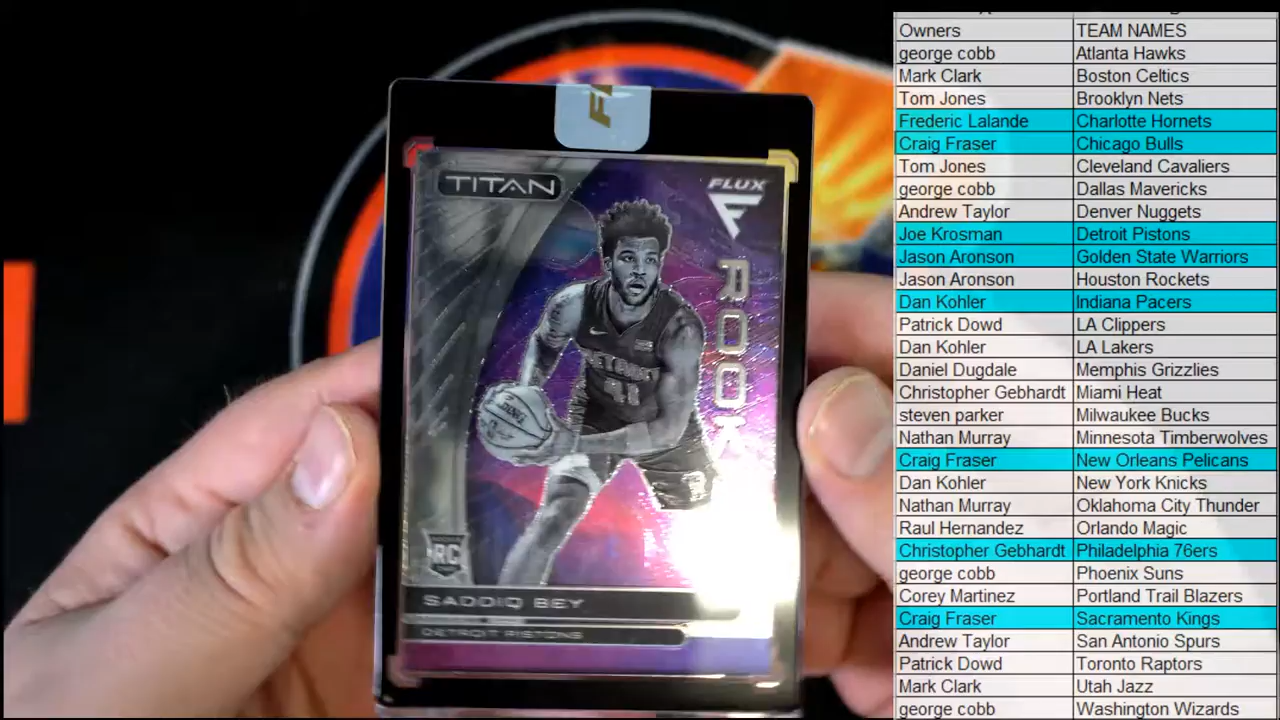 TITAN
FLUX
ROOK
DETROIT
41
RC
SADDIQ BEY
DETROIT PISTONS
Owners TEAM NAMES
george cobb Atlanta Hawks
Mark Clark Boston Celtics
Tom Jones Brooklyn Nets
Frederic Lalande Charlotte Hornets
Craig Fraser Chicago Bulls
Tom Jones Cleveland Cavaliers
george cobb Dallas Mavericks
Andrew Taylor Denver Nuggets
Joe Krosman Detroit Pistons
Jason Aronson Golden State Warriors
Jason Aronson Houston Rockets
Dan Kohler Indiana Pacers
Patrick Dowd LA Clippers
Dan Kohler LA Lakers
Daniel Dugdale Memphis Grizzlies
Christopher Gebhardt Miami Heat
steven parker Milwaukee Bucks
Nathan Murray Minnesota Timberwolves
Craig Fraser New Orleans Pelicans
Dan Kohler New York Knicks
Nathan Murray Oklahoma City Thunder
Raul Hernandez Orlando Magic
Christopher Gebhardt Philadelphia 76ers
george cobb Phoenix Suns
Corey Martinez Portland Trail Blazers
Craig Fraser Sacramento Kings
Andrew Taylor San Antonio Spurs
Patrick Dowd Toronto Raptors
Mark Clark Utah Jazz
george cobb Washington Wizards